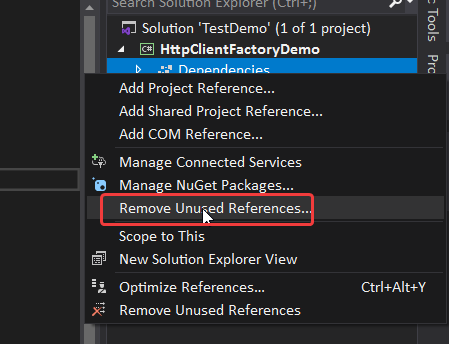 Search Solution Explorer (Ctrl+;)
Solution 'TestDemo' (1 of 1 project)
HttpClientFactoryDemo
Dependencies
Add Project Reference...
Add Shared Project Reference...
Add COM Reference...
Manage Connected Services
Manage NuGet Packages...
Remove Unused References...
Scope to This
New Solution Explorer View
Optimize References... Ctrl+Alt+Y
Remove Unused References
c Tools
Pro